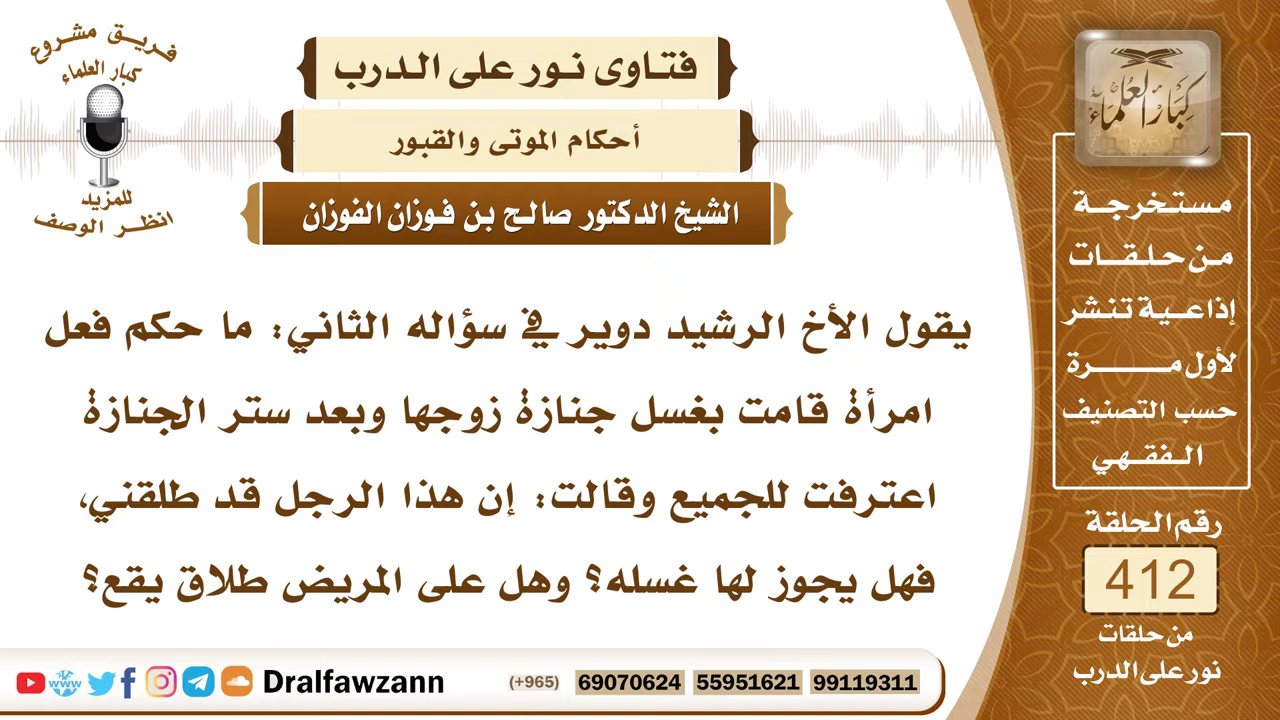 فريق مشروع
كبار العلماء
للمزيد
انظر الوصف
فتاوى نور على الدرب
أحكام الموتى والقبور
الشيخ الدكتور صالح بن فوزان الفوزان
يقول الأخ الرشيد دوير في سؤاله الثاني: ما حكم فعل
امرأة قامت بغسل جنازة زوجها وبعد ستر الجنازة
اعترفت للجميع وقالت: إن هذا الرجل قد طلقني،
فهل يجوز لها غسله؟ وهل على المريض طلاق يقع؟
كبار العلماء
مستخرجة
من حلقات
إذاعية تنشر
لأول مرة
حسب التصنيف
الفقهي
رقم الحلقة
412
من حلقات
نور على الدرب
www
Dralfawzann
(+965) 69070624 55951621 99119311